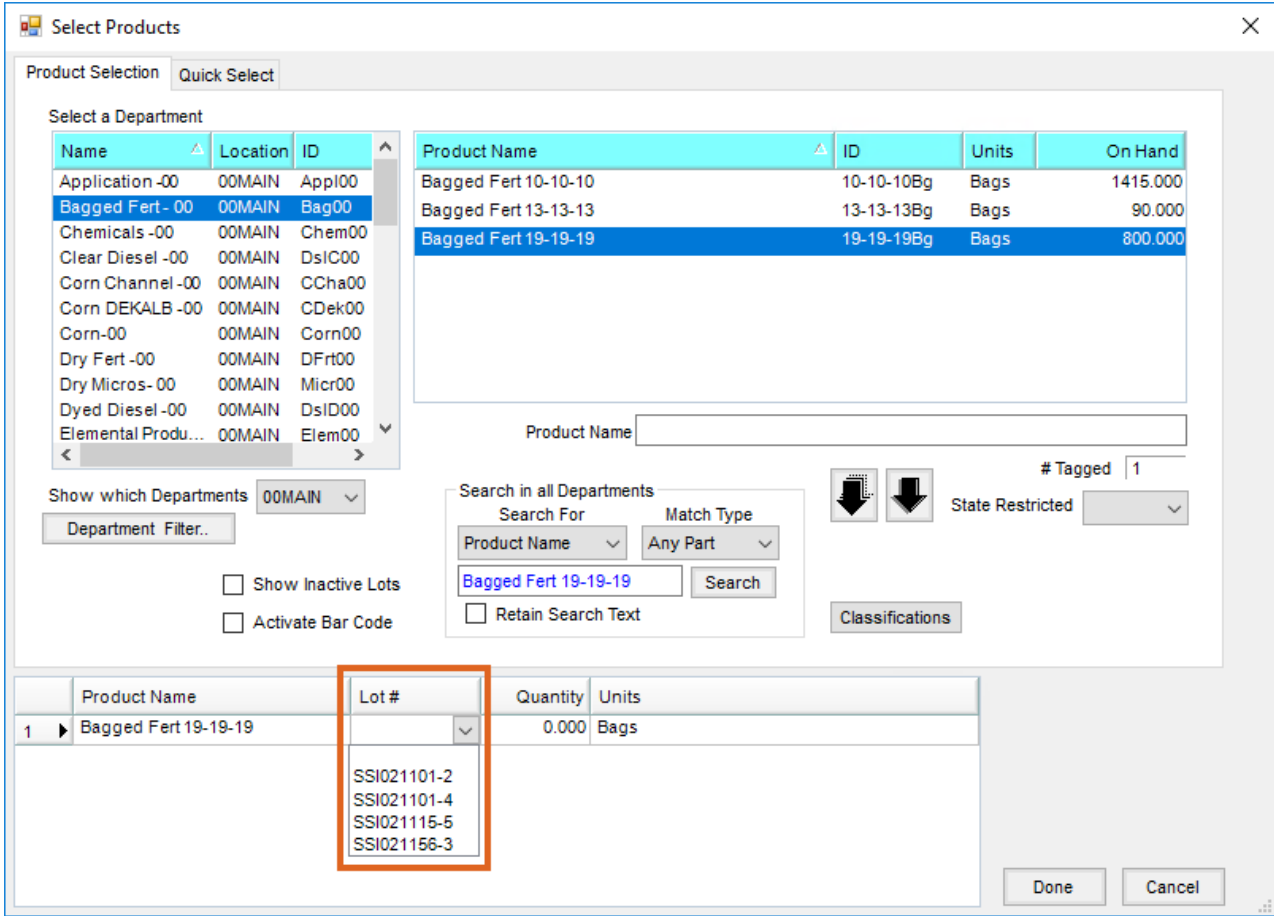 Select Products
Product Selection Quick Select
Select a Department
Name Location ID
Application -00 00MAIN Appl00
Bagged Fert - 00 00MAIN Bag00
Chemicals -00 00MAIN Chem00
Clear Diesel -00 00MAIN DslC00
Corn Channel -00 00MAIN CCha00
Corn DEKALB -00 00MAIN CDek00
Corn-00 00MAIN Corn00
Dry Fert -00 00MAIN DFrt00
Dry Micros- 00 00MAIN Micr00
Dyed Diesel -00 00MAIN DslD00
Elemental Produ... 00MAIN Elem00
Product Name ID Units On Hand
Bagged Fert 10-10-10 10-10-10Bg Bags 1415.000
Bagged Fert 13-13-13 13-13-13Bg Bags 90.000
Bagged Fert 19-19-19 19-19-19Bg Bags 800.000
Product Name
# Tagged 1
Show which Departments 00MAIN
Department Filter..
Show Inactive Lots
Activate Bar Code
Search in all Departments
Search For Match Type
Product Name Any Part
Bagged Fert 19-19-19 Search
Retain Search Text
State Restricted
Classifications
Product Name Lot # Quantity Units
1 Bagged Fert 19-19-19 0.000 Bags
SSI021101-2
SSI021101-4
SSI021115-5
SSI021156-3
Done Cancel